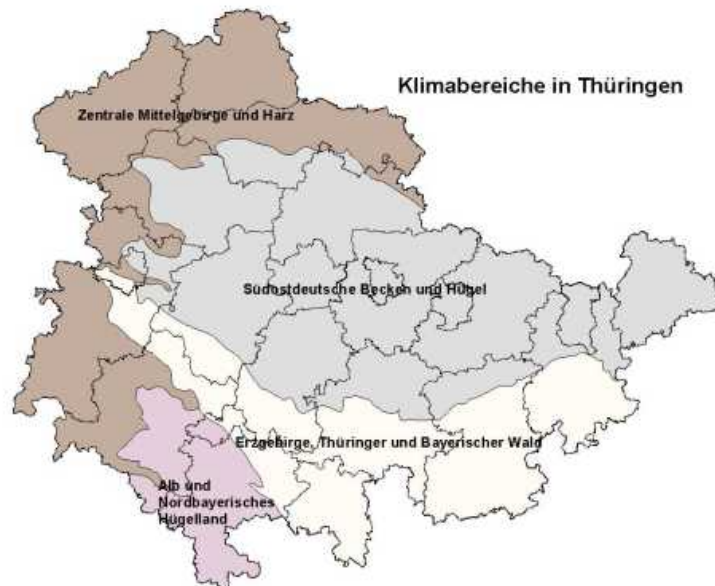 Klimabereiche in Thüringen
Zentrale Mittelgebirge und Harz
Südostdeutsche Becken und Hügel
Erzgebirge, Thüringer und Bayerischer Wald
Alb und
Nordbayerisches
Hügelland